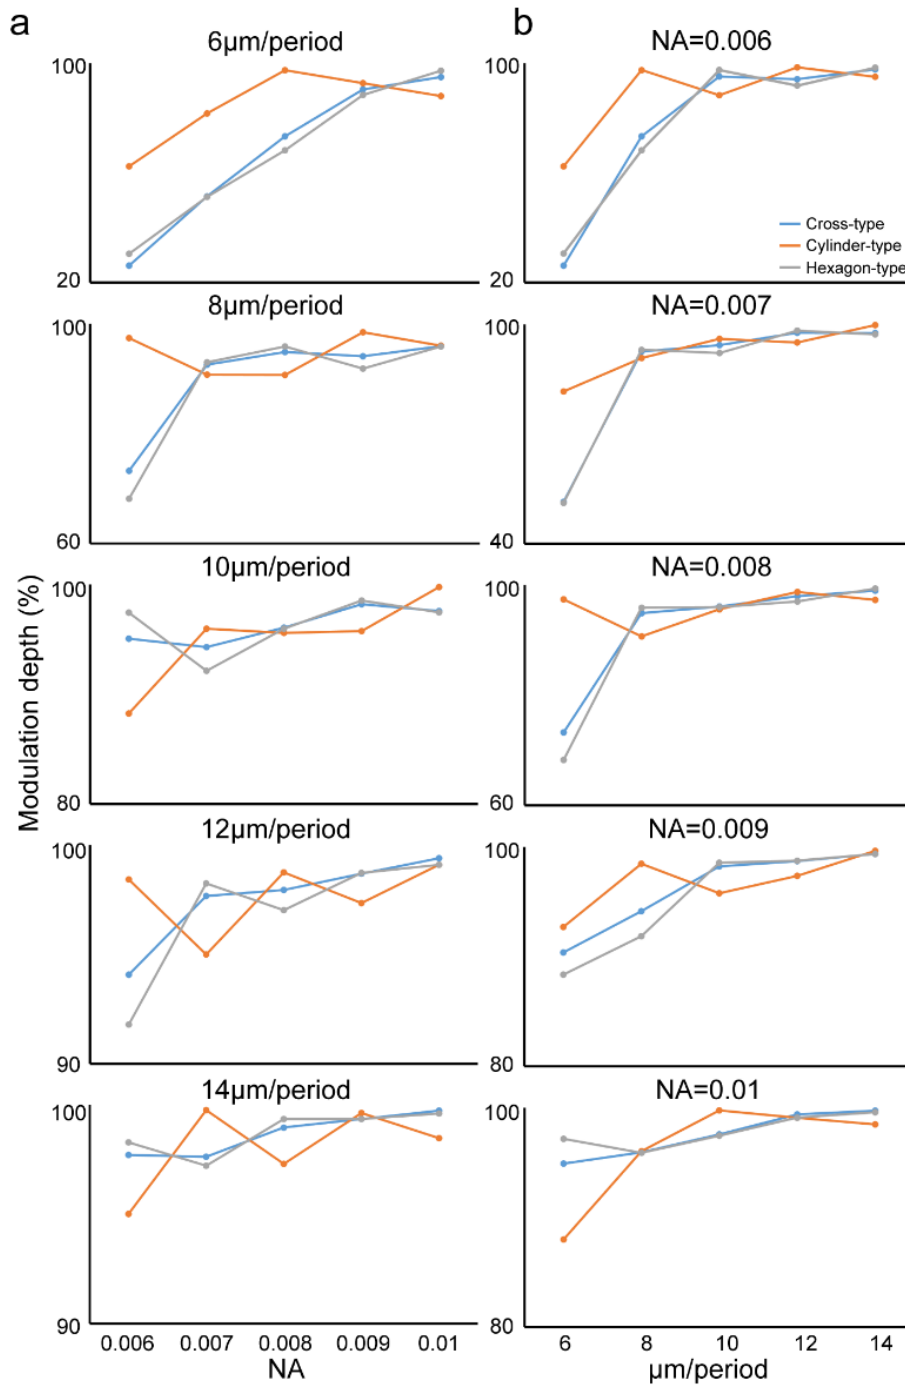 a
b
6μm/period
NA=0.006
100
20
100
20
Cross-type
Cylinder-type
Hexagon-type
8μm/period
NA=0.007
100
60
100
40
10μm/period
NA=0.008
100
80
100
60
Modulation depth (%)
12μm/period
NA=0.009
100
90
100
80
14μm/period
NA=0.01
100
90
100
80
0.006 0.007 0.008 0.009 0.01
NA
6 8 10 12 14
μm/period